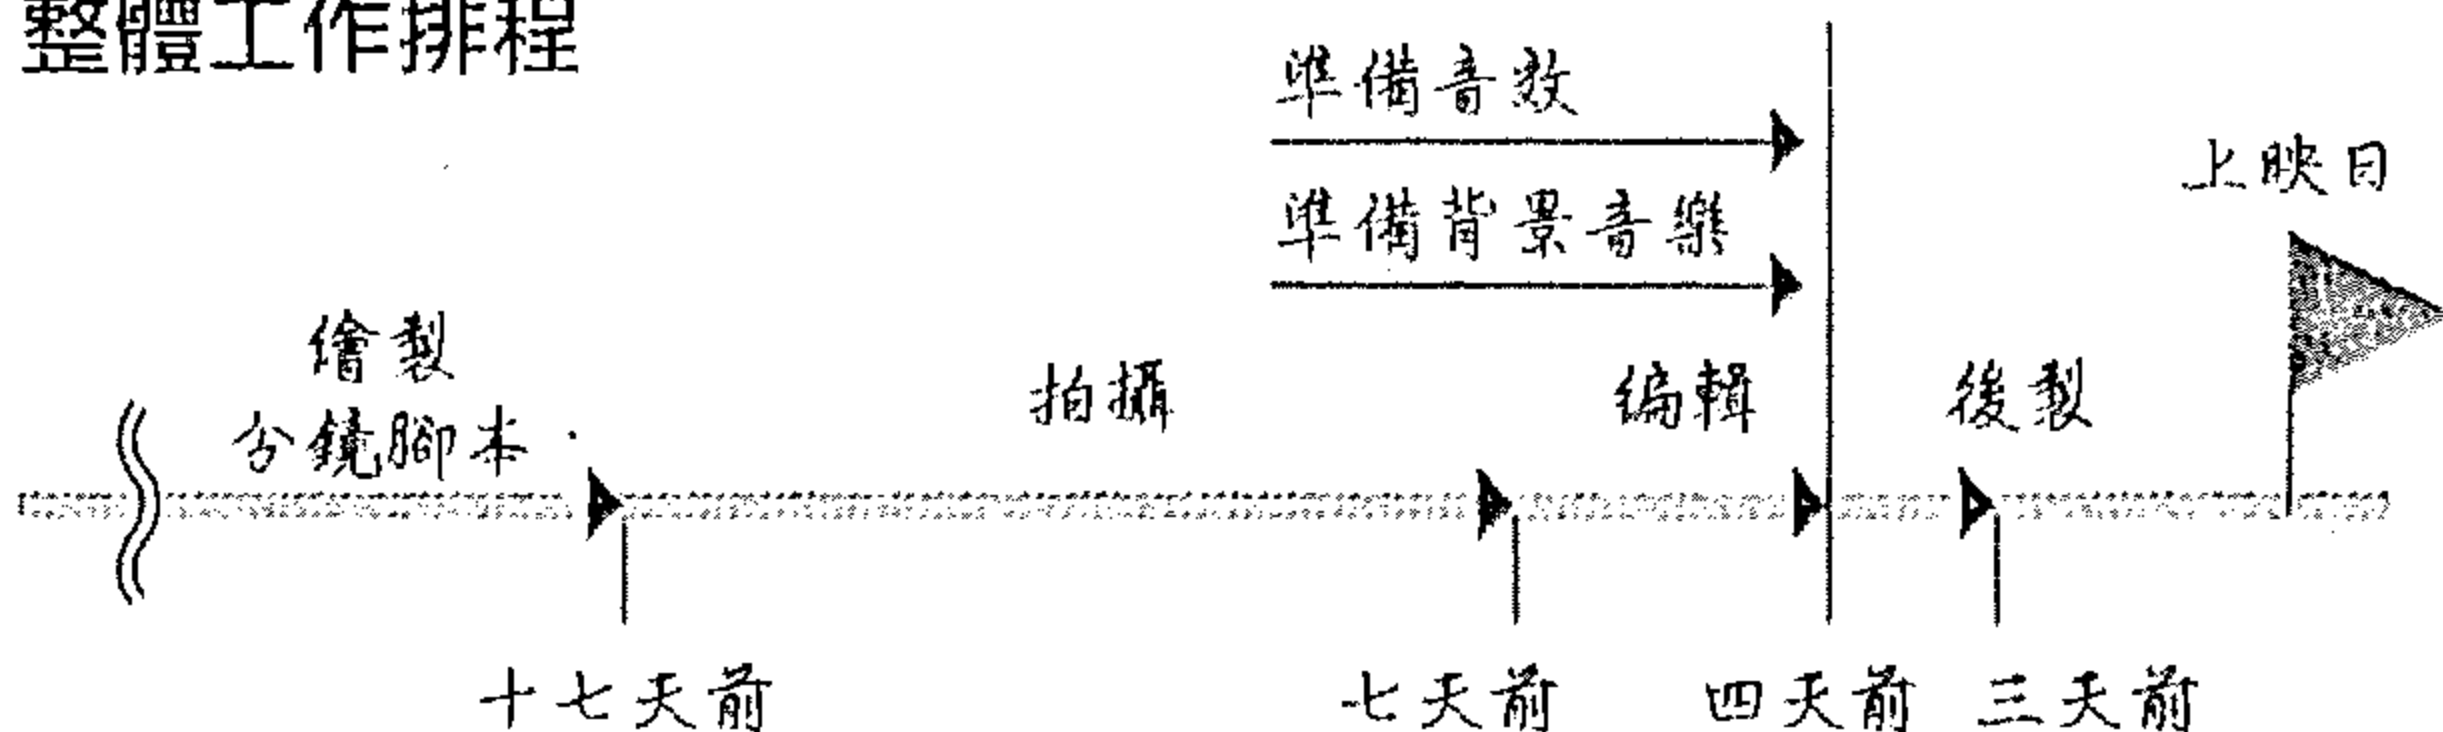 整體工作排程
準備音效
準備背景音樂
上映日
繪製
分鏡腳本
拍攝
編輯
後製
十七天前
七天前
四天前
三天前